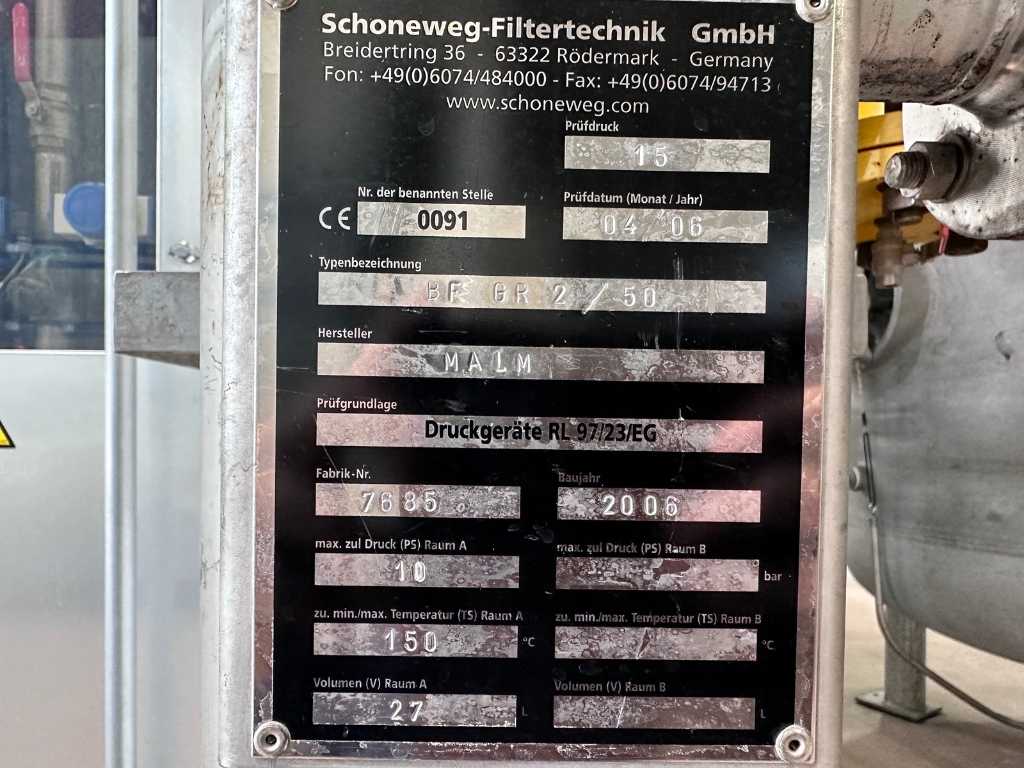 Schoneweg-Filtertechnik GmbH
Breidertring 36 - 63322 Rödermark - Germany
Fon: +49(0)6074/484000 - Fax: +49(0)6074/94713
www.schoneweg.com
Prüfdruck
15
Nr. der benannten Stelle
Prüfdatum (Monat / Jahr)
CE 0091
04/06
Typenbezeichnung
BF GR 2 / 50
Hersteller
MALM
Prüfgrundlage
Druckgeräte RL 97/23/EG
Fabrik-Nr.
Baujahr
7685
2006
max. zul Druck (PS) Raum A
max. zul Druck (PS) Raum B
10
bar
zu. min./max. Temperatur (TS) Raum A
zu. min./max. Temperatur (TS) Raum B
150 °C
°C
Volumen (V) Raum A
Volumen (V) Raum B
27 L
L